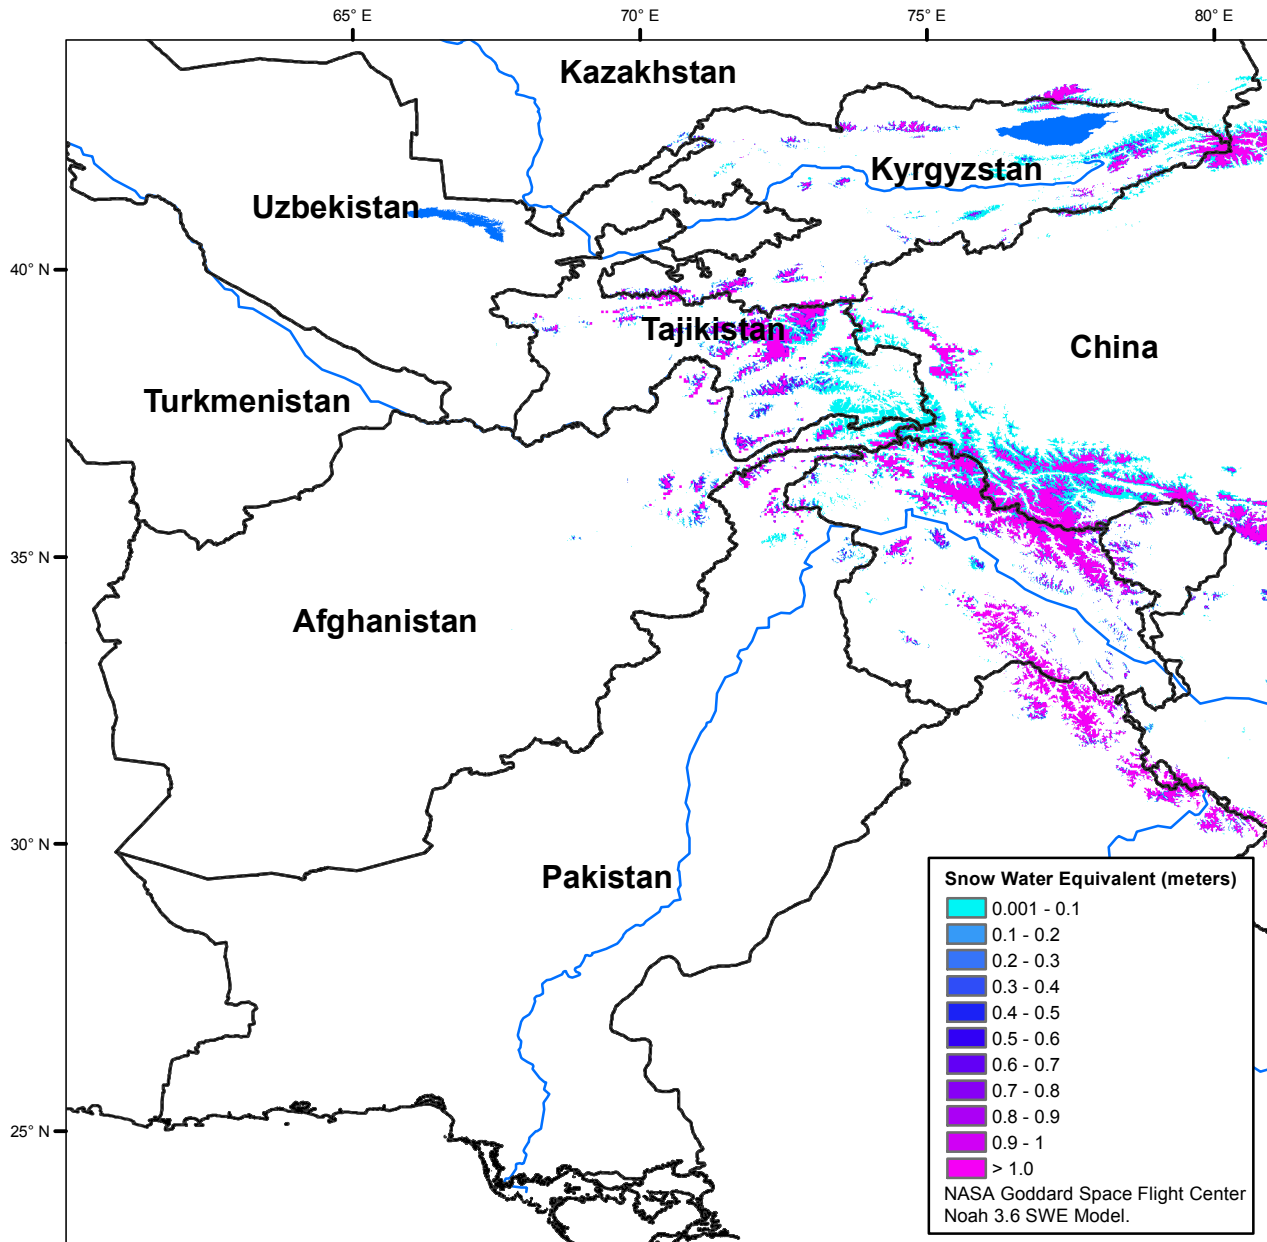 65° E
70° E
75° E
80° E
Kazakhstan
Kyrgyzstan
Uzbekistan
40° N
Tajikistan
China
Turkmenistan
35° N
Afghanistan
30° N
Pakistan
25° N
Snow Water Equivalent (meters)
0.001 - 0.1
0.1 - 0.2
0.2 - 0.3
0.3 - 0.4
0.4 - 0.5
0.5 - 0.6
0.6 - 0.7
0.7 - 0.8
0.8 - 0.9
0.9 - 1
> 1.0
NASA Goddard Space Flight Center
Noah 3.6 SWE Model.